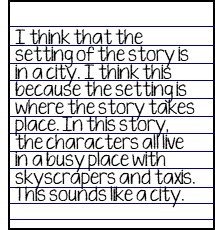 I think that the
setting of the story is
in a city. I think this
because the setting is
where the story takes
place. In this story,
the characters all live
in a busy place with
skyscrapers and taxis.
This sounds like a city.